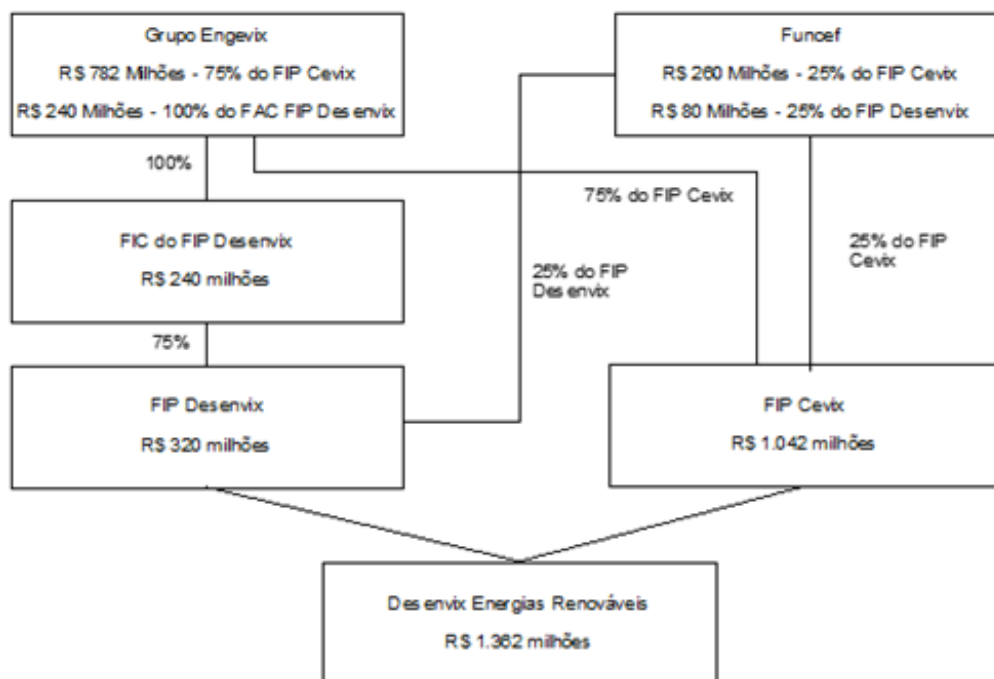 Grupo Engevix
R$ 782 Milhões - 75% do FIP Cevix
R$ 240 Milhões - 100% do FAC FIP Desenvix
Funcef
R$ 260 Milhões - 25% do FIP Cevix
R$ 80 Milhões - 25% do FIP Desenvix
100%
75% do FIP Cevix
25% do FIP
Cevix
25% do FIP
Desenvix
FIC do FIP Desenvix
R$ 240 milhões
75%
FIP Desenvix
R$ 320 milhões
FIP Cevix
R$ 1.042 milhões
Desenvix Energias Renováveis
R$ 1.362 milhões